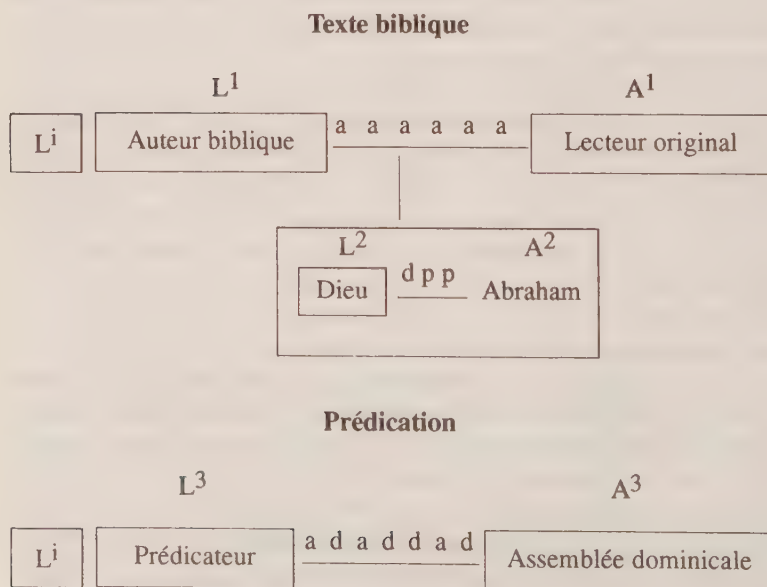 Texte biblique
L¹ A¹
Lⁱ Auteur biblique a a a a a a Lecteur original
L² A²
Dieu d p p Abraham
Prédication
L³ A³
Lⁱ Prédicateur a d a d d a d Assemblée dominicale